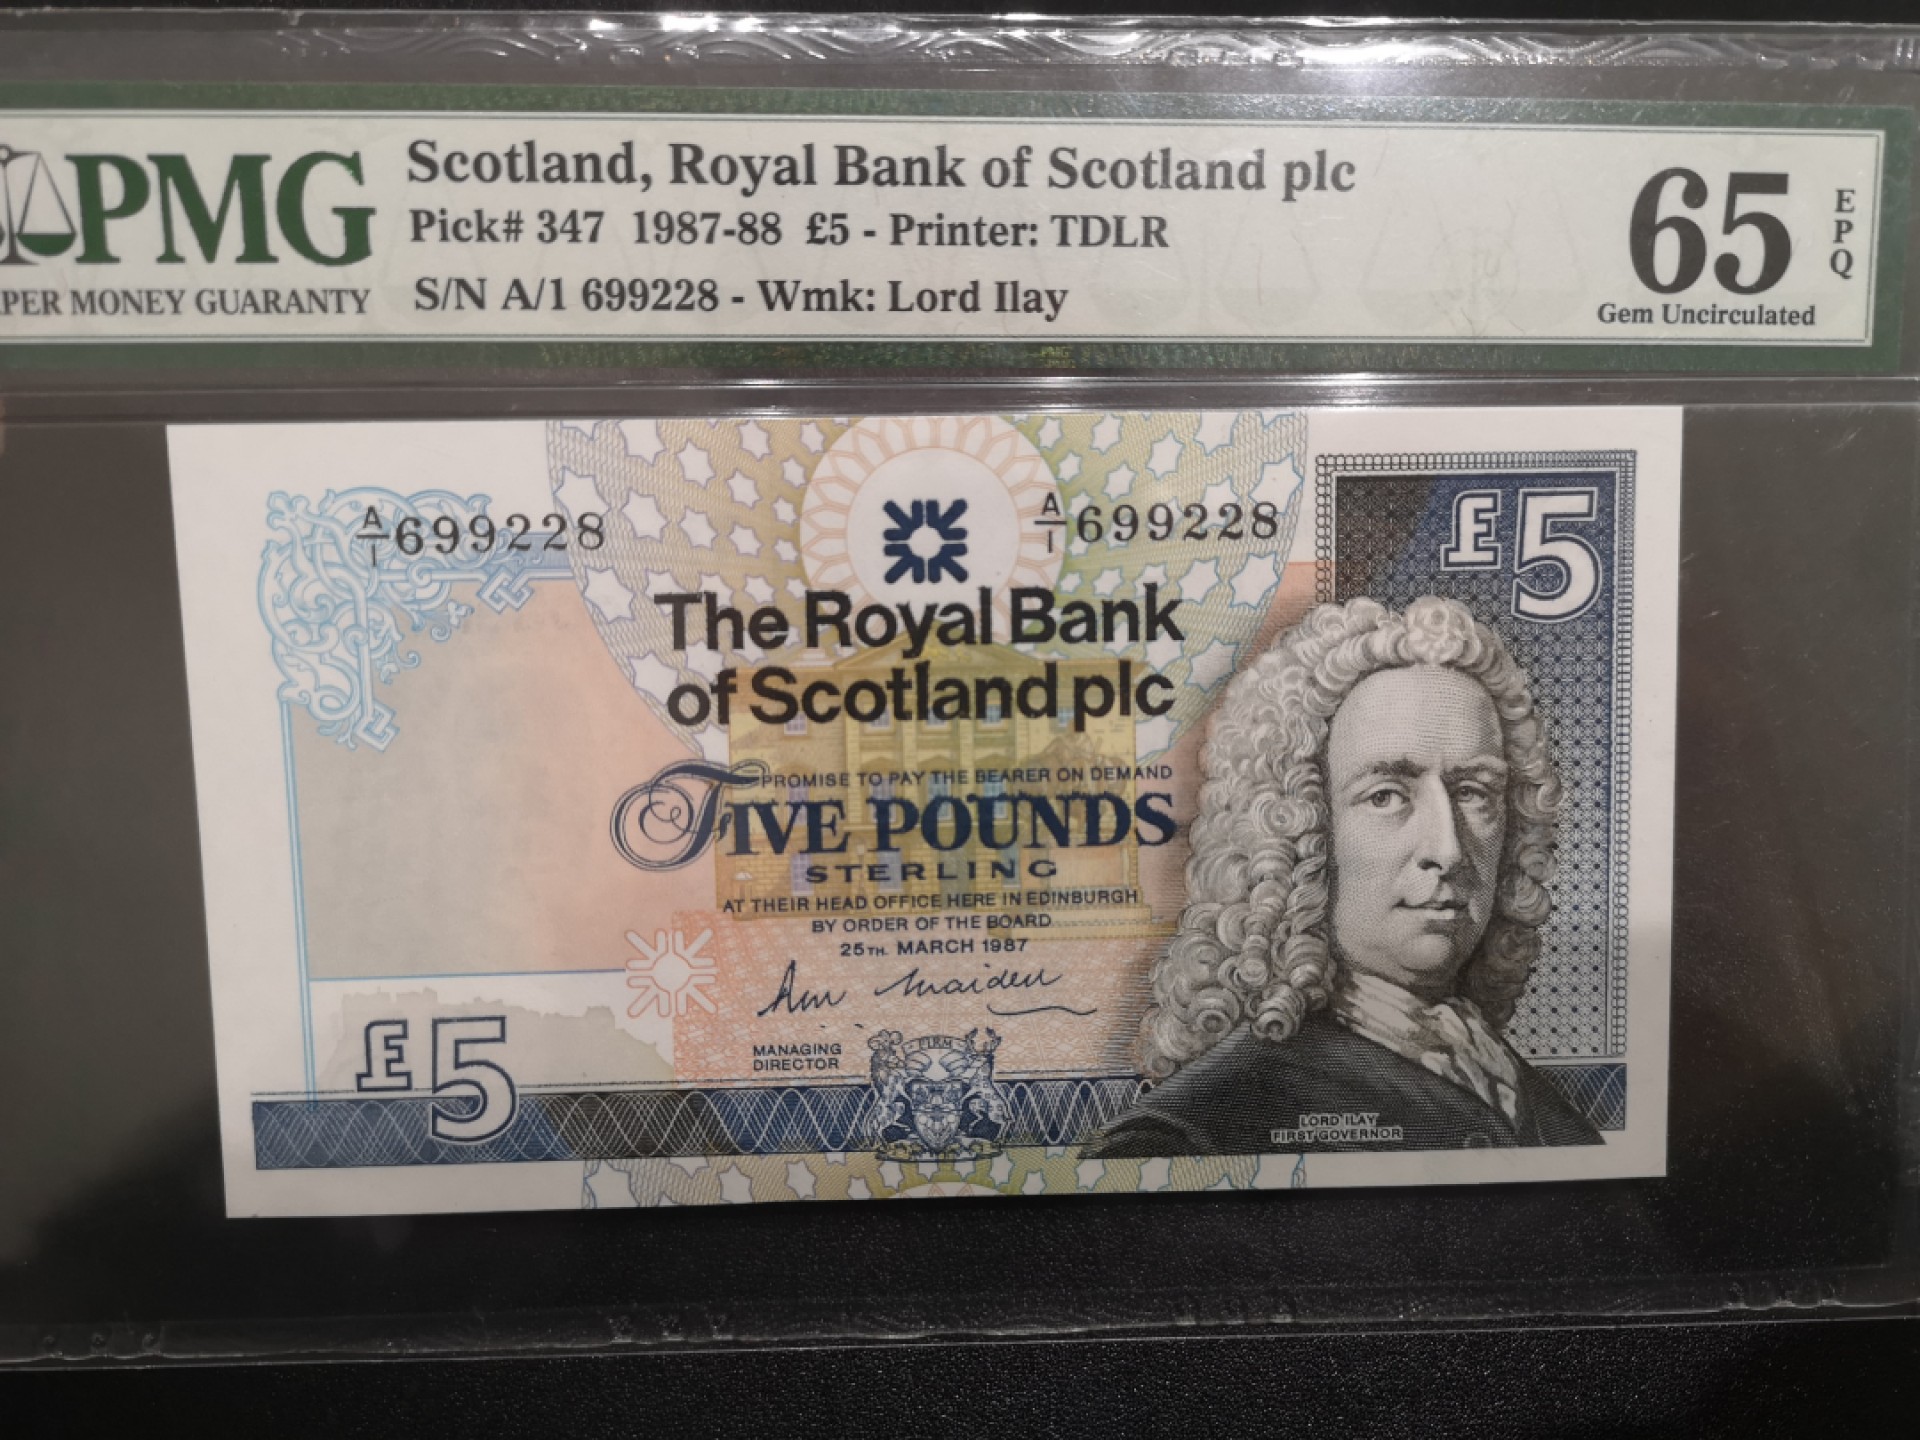 PMG
PER MONEY GUARANTY
Scotland, Royal Bank of Scotland plc
Pick# 347 1987-88 £5 - Printer: TDLR
S/N A/1 699228 - Wmk: Lord Ilay
65
EPQ
Gem Uncirculated
A/1 699228
A/1 699228
£5
The Royal Bank
of Scotland plc
PROMISE TO PAY THE BEARER ON DEMAND
FIVE POUNDS
STERLING
AT THEIR HEAD OFFICE HERE IN EDINBURGH
BY ORDER OF THE BOARD
25TH. MARCH 1987
MANAGING
DIRECTOR
FIRM
£5
LORD ILAY
FIRST GOVERNOR
PMG